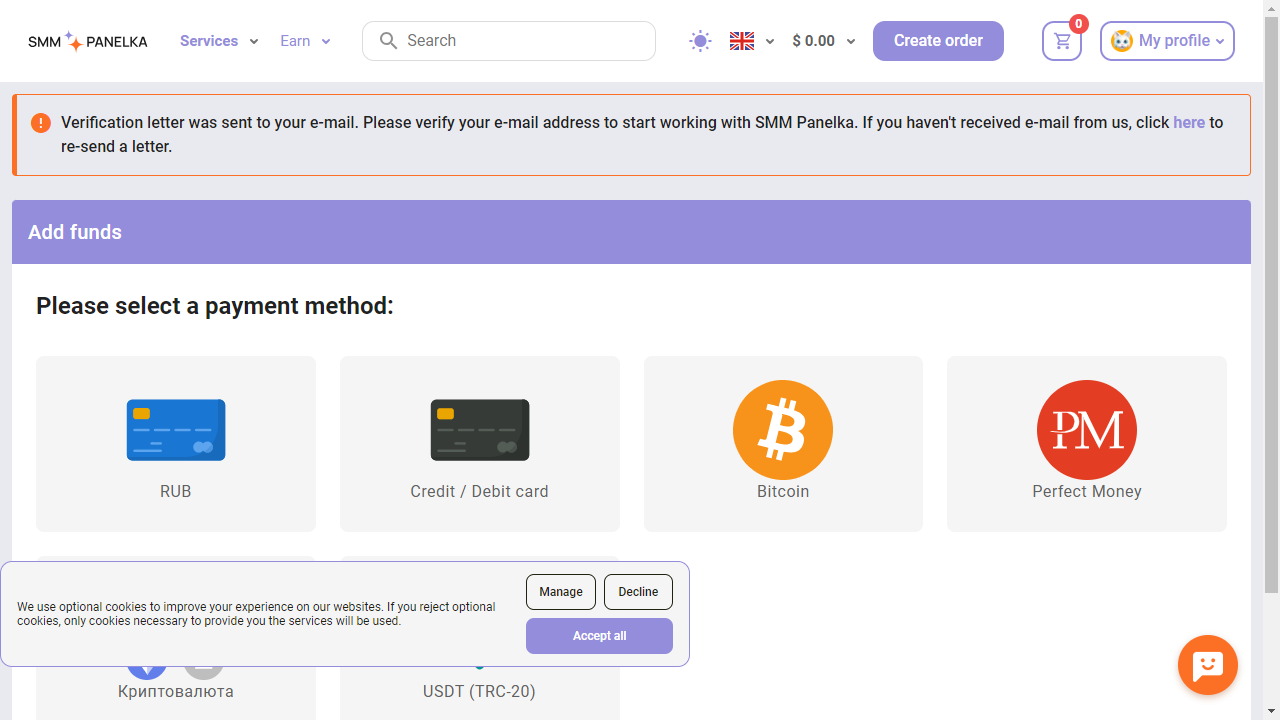 SMM PANELKA
Services
Earn
Search
$ 0.00
Create order
0
My profile
Verification letter was sent to your e-mail. Please verify your e-mail address to start working with SMM Panelka. If you haven't received e-mail from us, click here to
re-send a letter.
Add funds
Please select a payment method:
PM
RUB
Credit / Debit card
Bitcoin
Perfect Money
We use optional cookies to improve your experience on our websites. If you reject optional
cookies, only cookies necessary to provide you the services will be used.
Manage
Decline
Accept all
Криптовалюта
USDT (TRC-20)